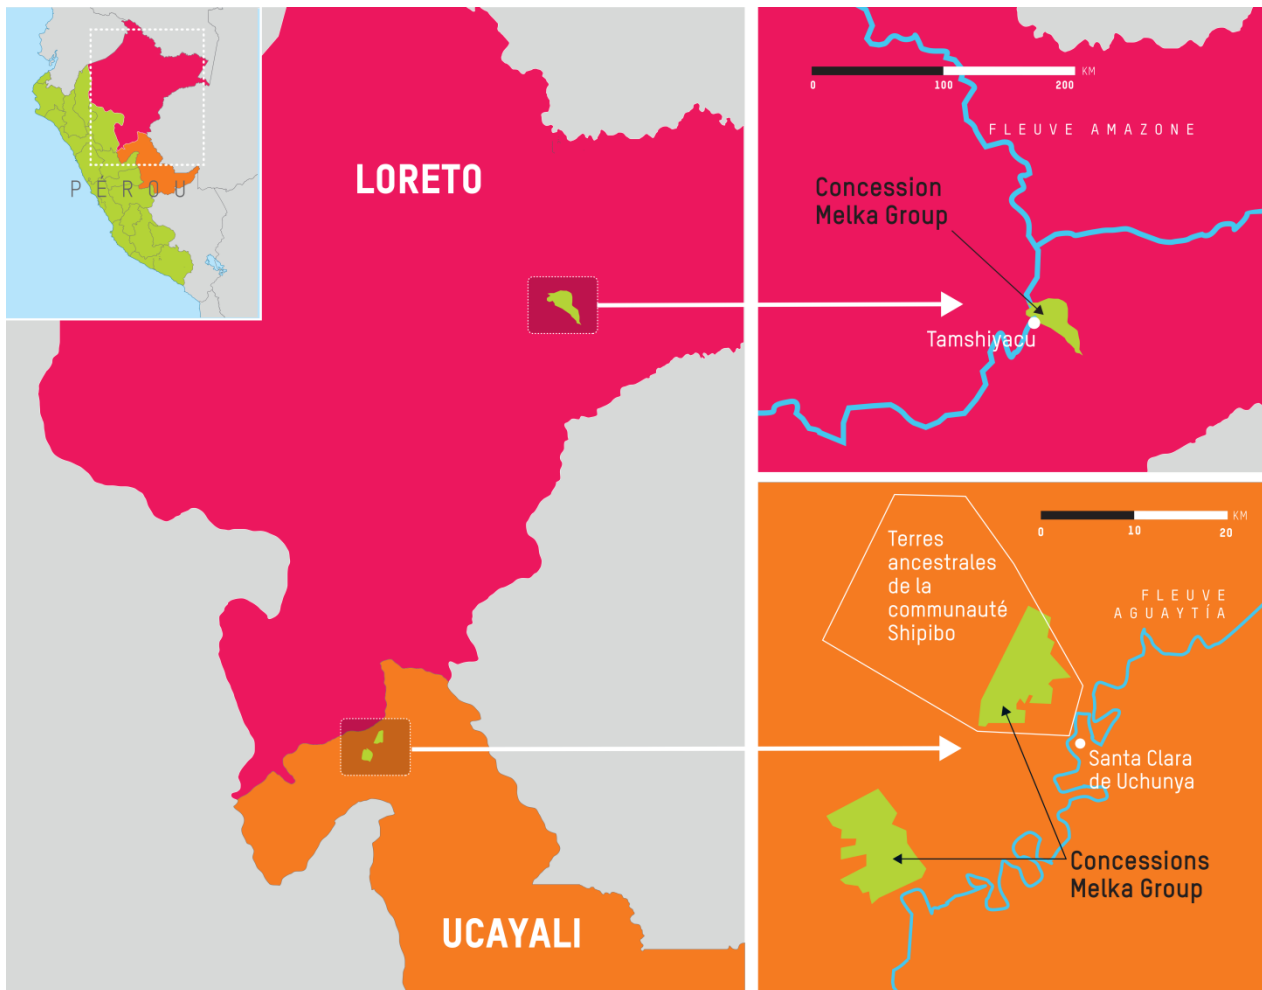 PÉROU
LORETO
UCAYALI
KM
0 100 200
FLEUVE AMAZONE
Concession
Melka Group
Tamshiyacu
KM
0 10 20
Terres
ancestrales
de la
communauté
Shipibo
FLEUVE
AGUAYTÍA
Santa Clara
de Uchunya
Concessions
Melka Group